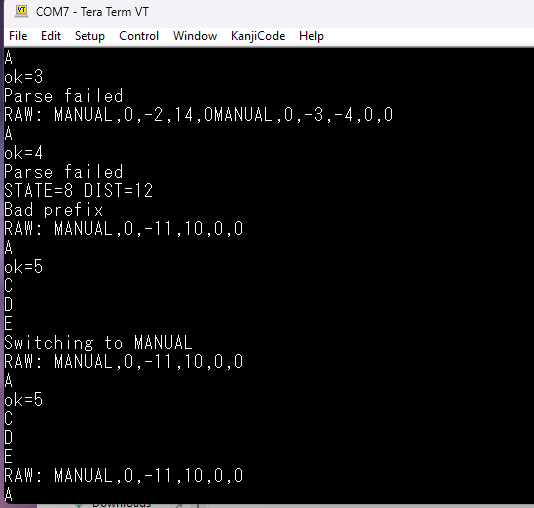 COM7 - Tera Term VT
File Edit Setup Control Window KanjiCode Help
A
ok=3
Parse failed
RAW: MANUAL,0,-2,14,0MANUAL,0,-3,-4,0,0
A
ok=4
Parse failed
STATE=8 DIST=12
Bad prefix
RAW: MANUAL,0,-11,10,0,0
A
ok=5
C
D
E
Switching to MANUAL
RAW: MANUAL,0,-11,10,0,0
A
ok=5
C
D
E
RAW: MANUAL,0,-11,10,0,0
A
Downloads